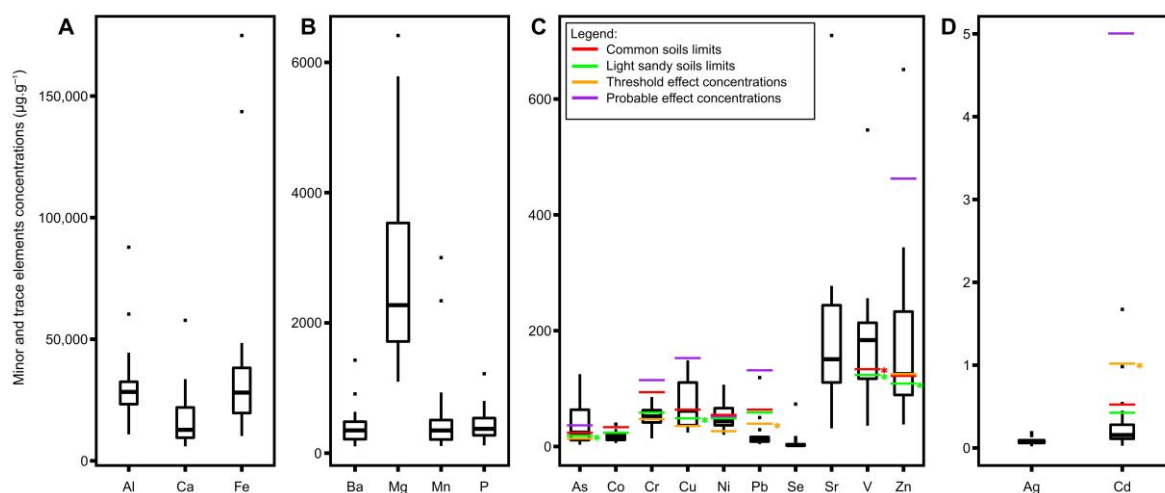 Minor and trace elements concentrations (µg.g⁻¹)
A
150,000
100,000
50,000
0
Al Ca Fe
B
6000
4000
2000
0
Ba Mg Mn P
C
Legend:
Common soils limits
Light sandy soils limits
Threshold effect concentrations
Probable effect concentrations
600
400
200
0
* * * * * *
As Co Cr Cu Ni Pb Se Sr V Zn
D
5
4
3
2
1
0
*
Ag Cd